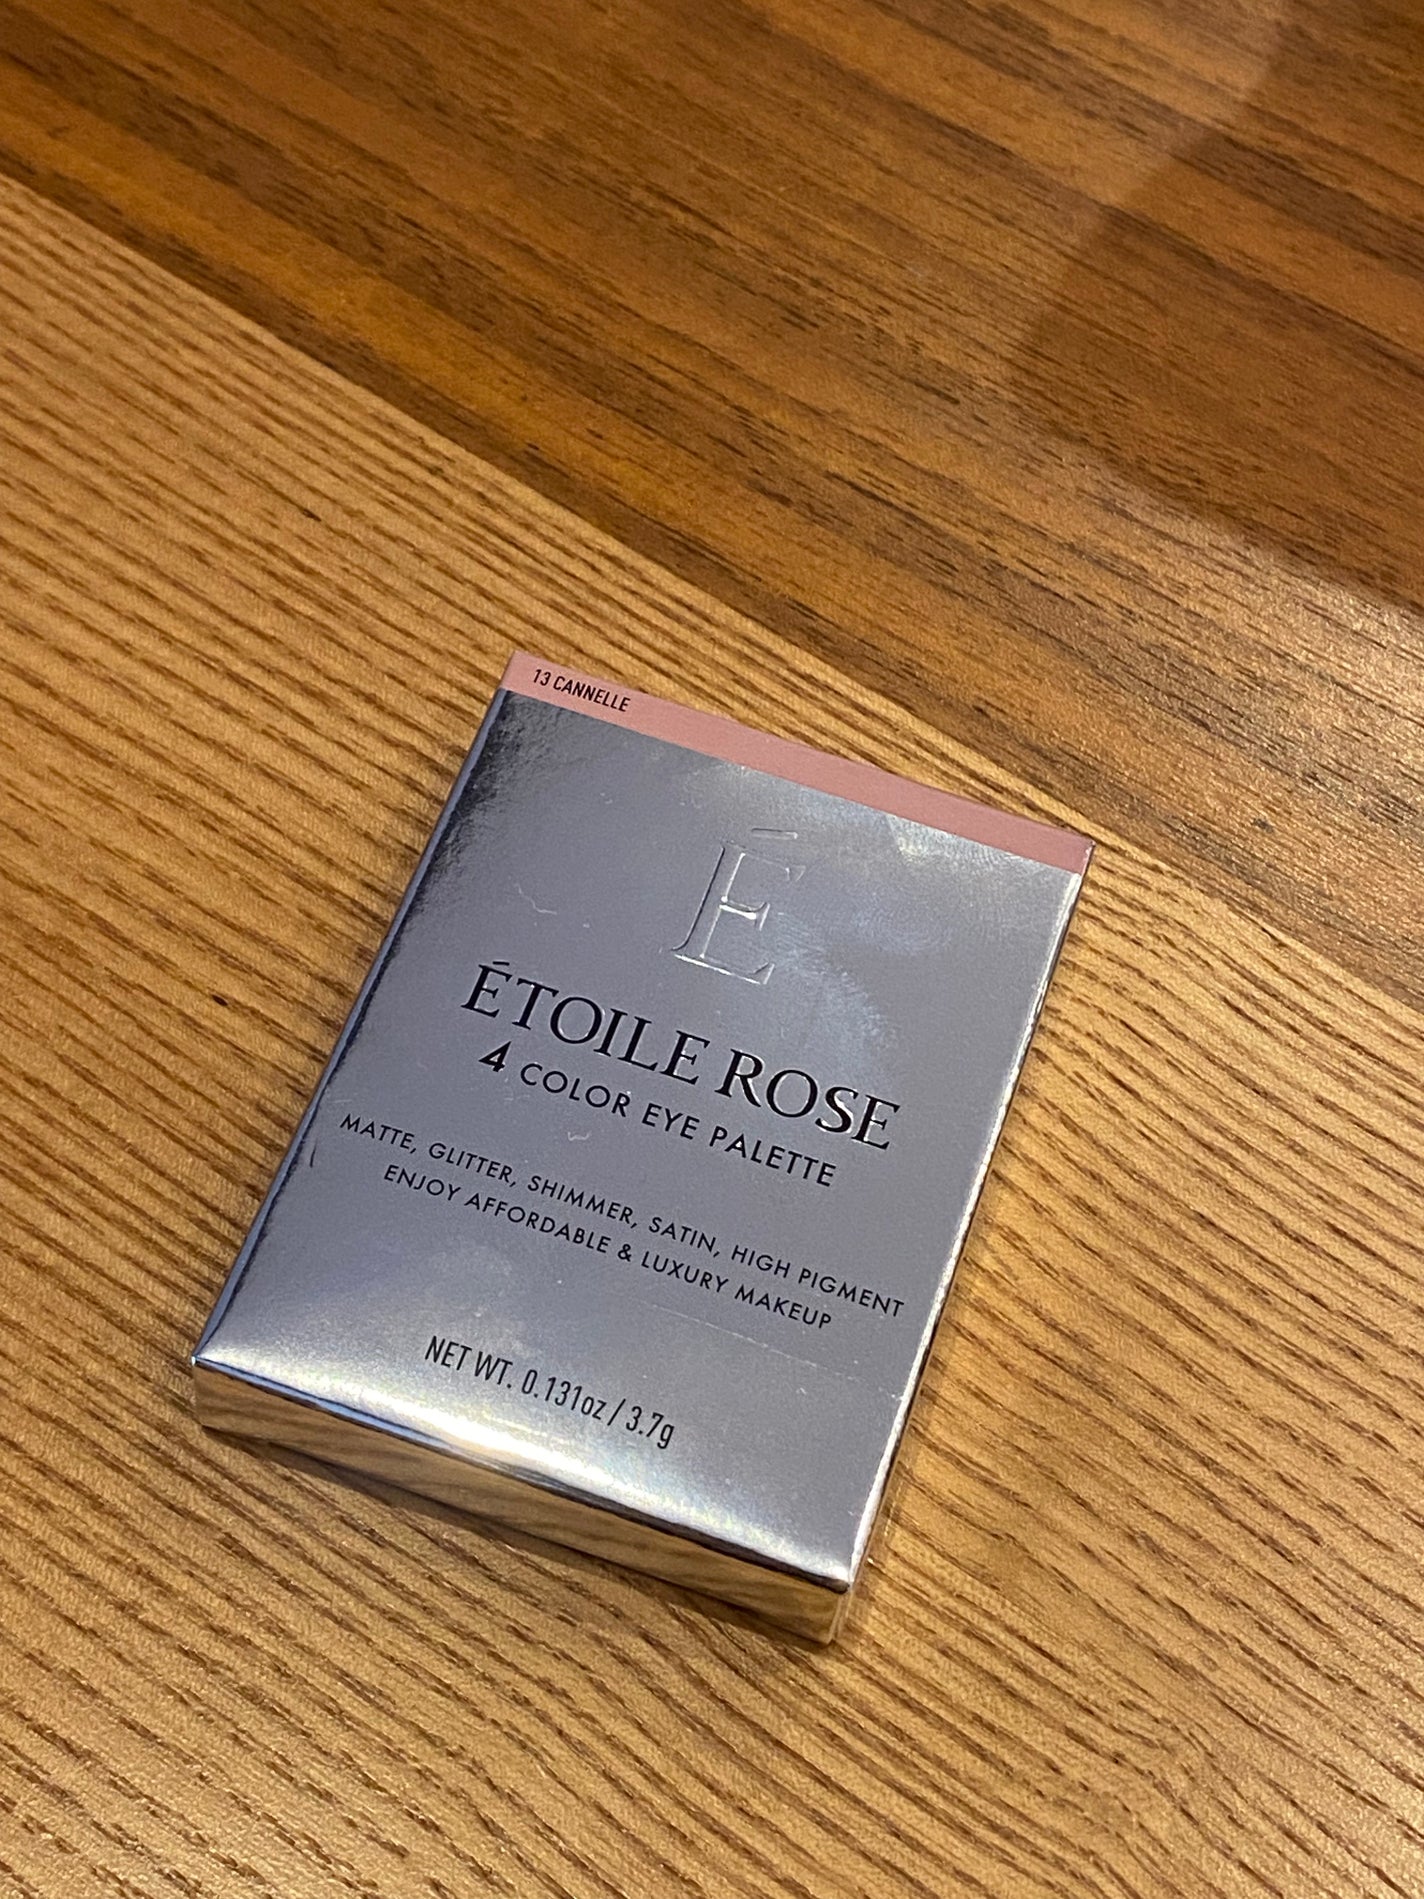 13 CANNELLE
É
ÉTOILE ROSE
4 COLOR EYE PALETTE
MATTE, GLITTER, SHIMMER, SATIN, HIGH PIGMENT
ENJOY AFFORDABLE & LUXURY MAKEUP
NET WT. 0.131oz / 3.7g